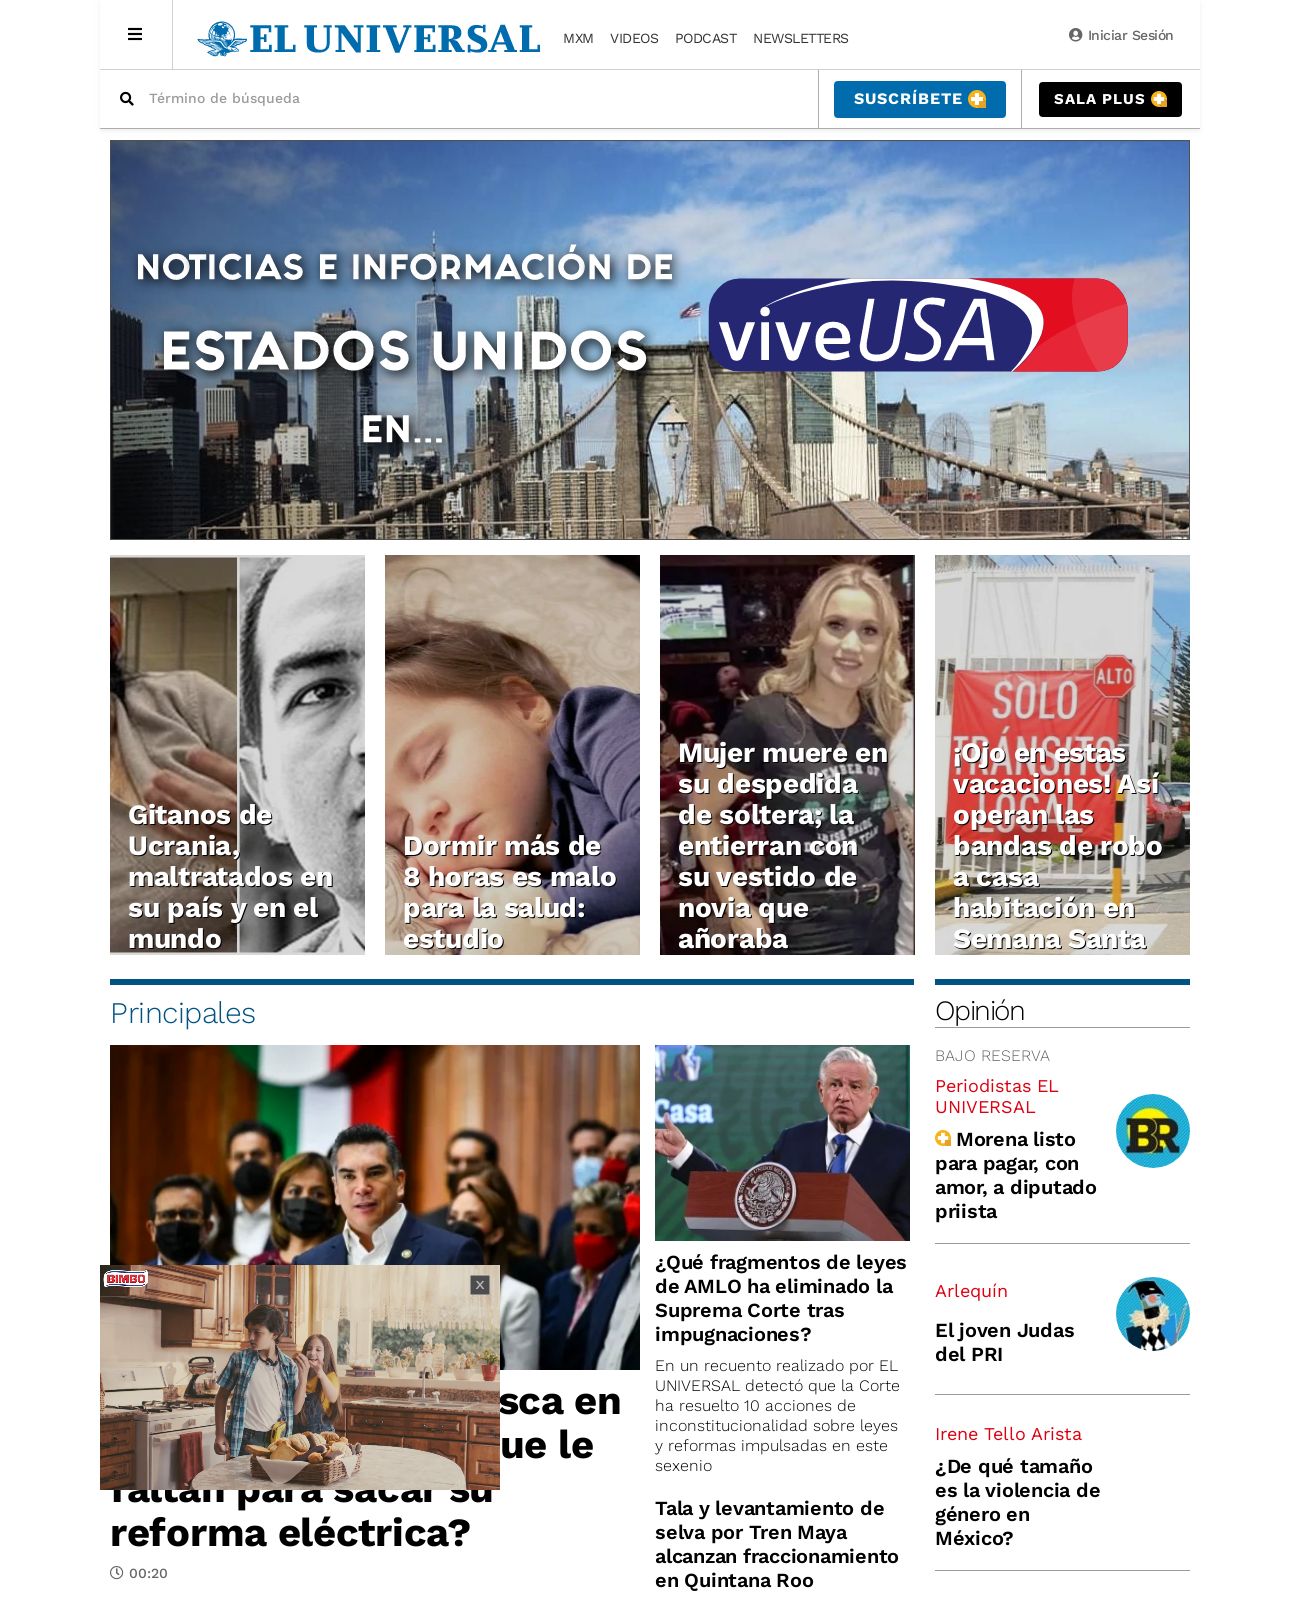 EL UNIVERSAL
MXM VIDEOS PODCAST NEWSLETTERS
Iniciar Sesión
Término de búsqueda
SUSCRÍBETE
SALA PLUS
NOTICIAS E INFORMACIÓN DE
ESTADOS UNIDOS
EN...
viveUSA
Gitanos de
Ucrania,
maltratados en
su país y en el
mundo
Dormir más de
8 horas es malo
para la salud:
estudio
Mujer muere en
su despedida
de soltera; la
entierran con
su vestido de
novia que
añoraba
ALTO
SOLO
TRÁNSITO
LOCAL
¡Ojo en estas
vacaciones! Así
operan las
bandas de robo
a casa
habitación en
Semana Santa
Principales
BIMBO
X
sca en
ue le
faltan para sacar su
reforma eléctrica?
00:20
Casa
¿Qué fragmentos de leyes
de AMLO ha eliminado la
Suprema Corte tras
impugnaciones?
En un recuento realizado por EL
UNIVERSAL detectó que la Corte
ha resuelto 10 acciones de
inconstitucionalidad sobre leyes
y reformas impulsadas en este
sexenio
Tala y levantamiento de
selva por Tren Maya
alcanzan fraccionamiento
en Quintana Roo
Opinión
BAJO RESERVA
Periodistas EL
UNIVERSAL
Morena listo
para pagar, con
amor, a diputado
priista
BR
Arlequín
El joven Judas
del PRI
Irene Tello Arista
¿De qué tamaño
es la violencia de
género en
México?